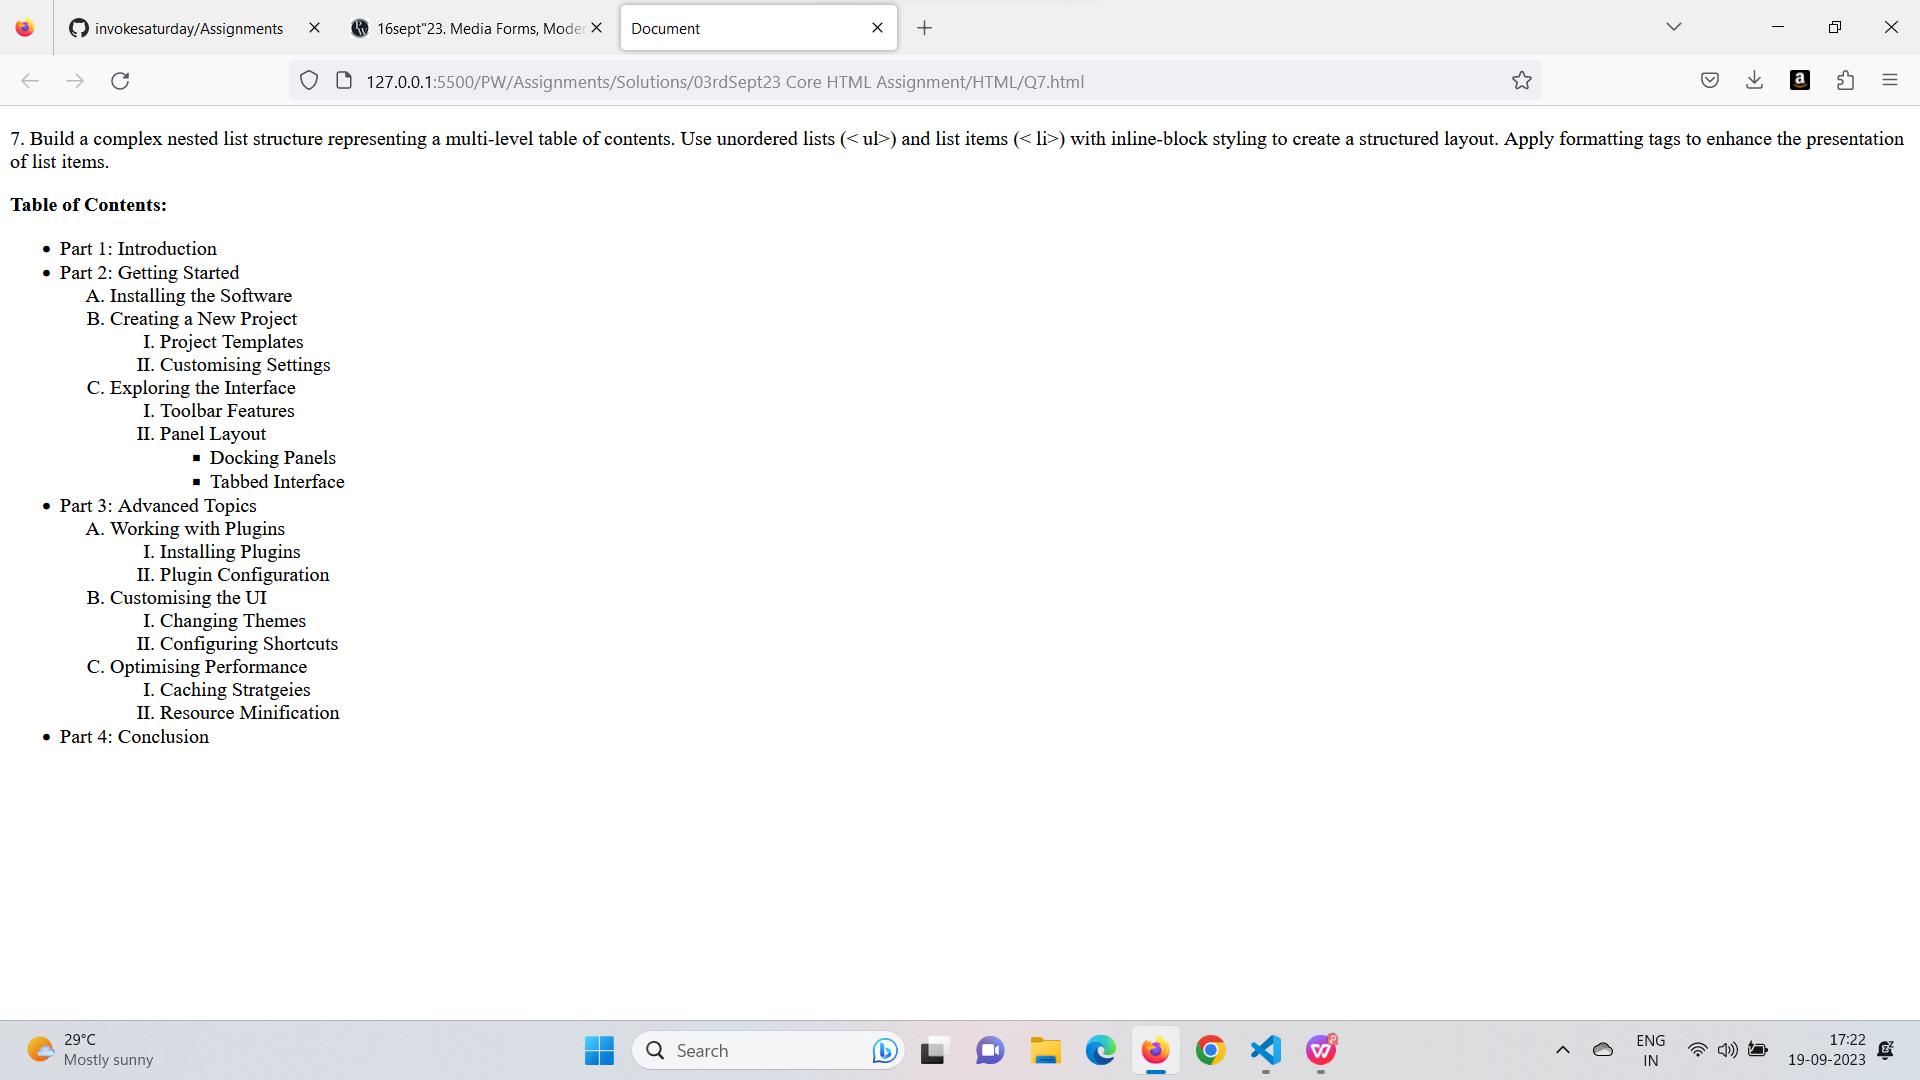 invokesaturday/Assignments
16sept"23. Media Forms, Moder
Document
127.0.0.1:5500/PW/Assignments/Solutions/03rdSept23 Core HTML Assignment/HTML/Q7.html
7. Build a complex nested list structure representing a multi-level table of contents. Use unordered lists (< ul>) and list items (< li>) with inline-block styling to create a structured layout. Apply formatting tags to enhance the presentation
of list items.
Table of Contents:
• Part 1: Introduction
• Part 2: Getting Started
A. Installing the Software
B. Creating a New Project
I. Project Templates
II. Customising Settings
C. Exploring the Interface
I. Toolbar Features
II. Panel Layout
▪ Docking Panels
▪ Tabbed Interface
• Part 3: Advanced Topics
A. Working with Plugins
I. Installing Plugins
II. Plugin Configuration
B. Customising the UI
I. Changing Themes
II. Configuring Shortcuts
C. Optimising Performance
I. Caching Stratgeies
II. Resource Minification
• Part 4: Conclusion
29°C
Mostly sunny
Search
ENG
IN
17:22
19-09-2023